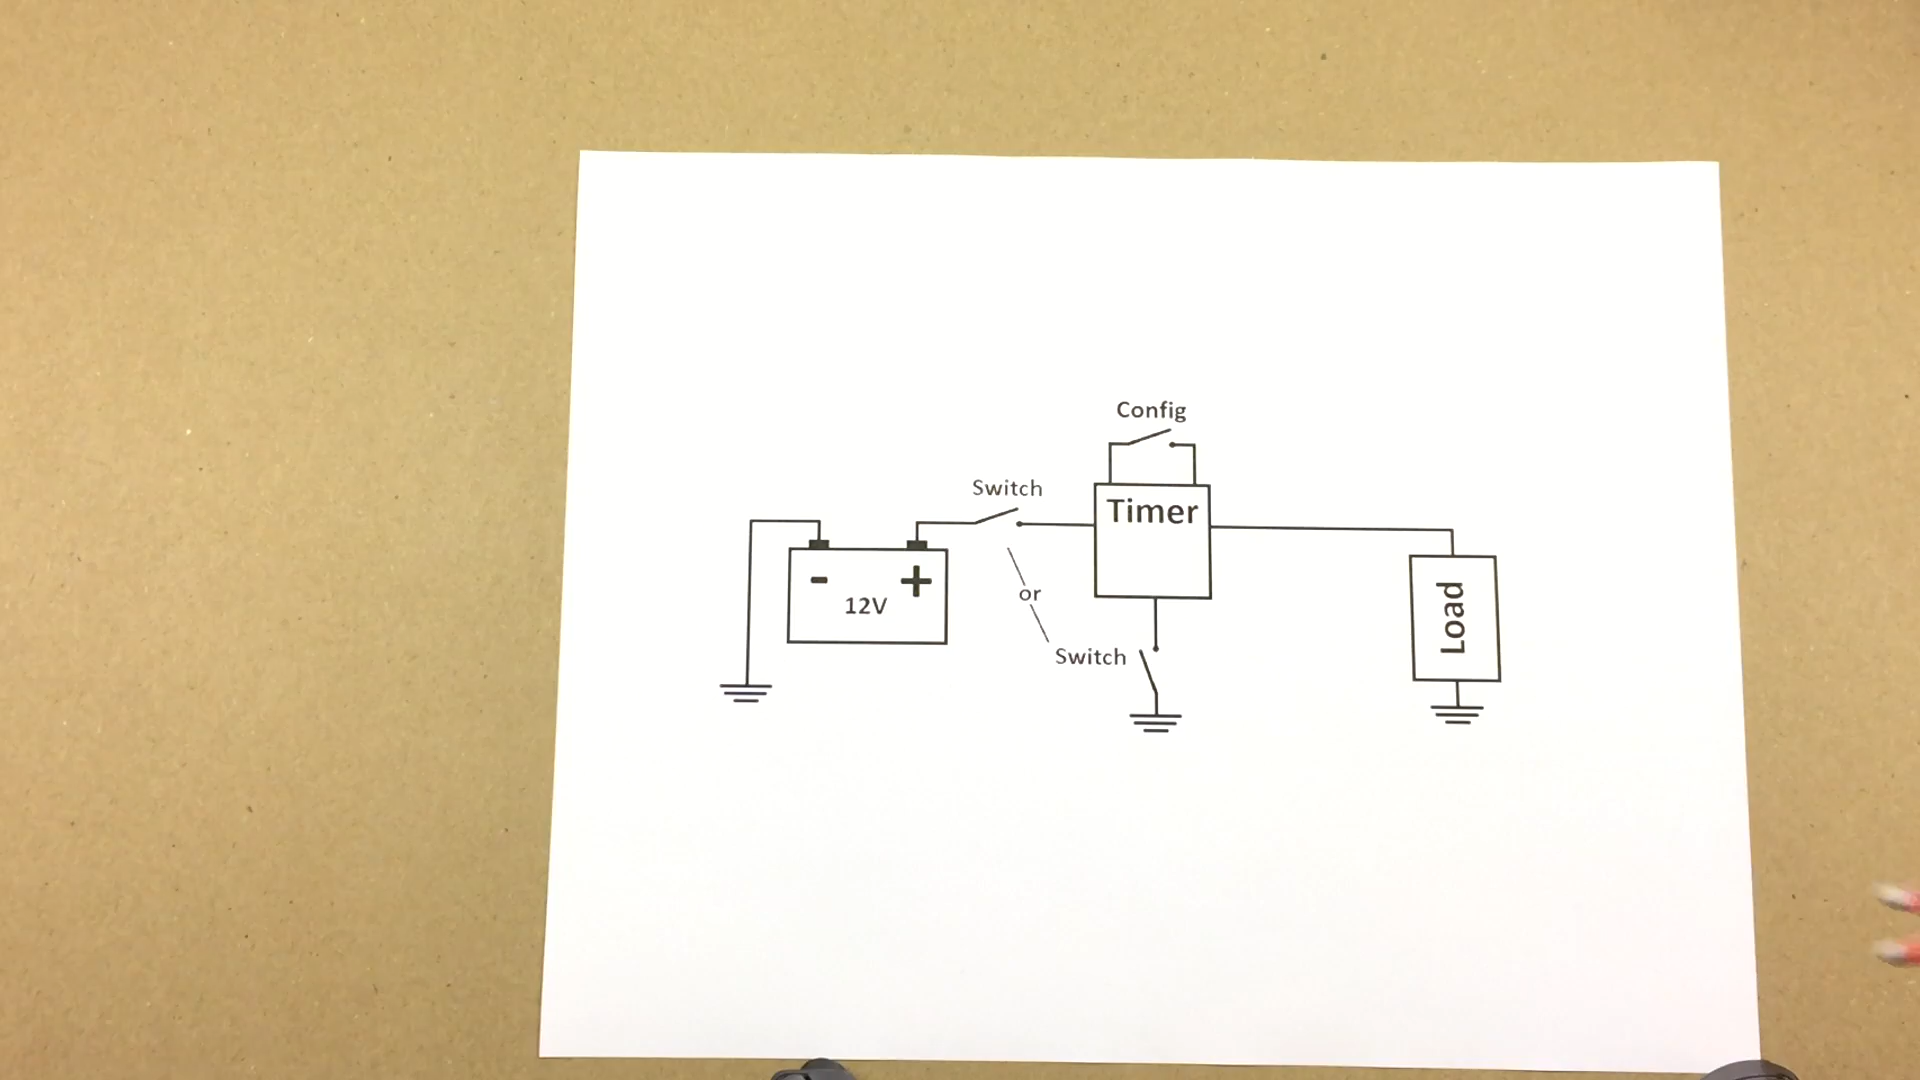 Config
Switch
Timer
- +
12V
or
Switch
Load